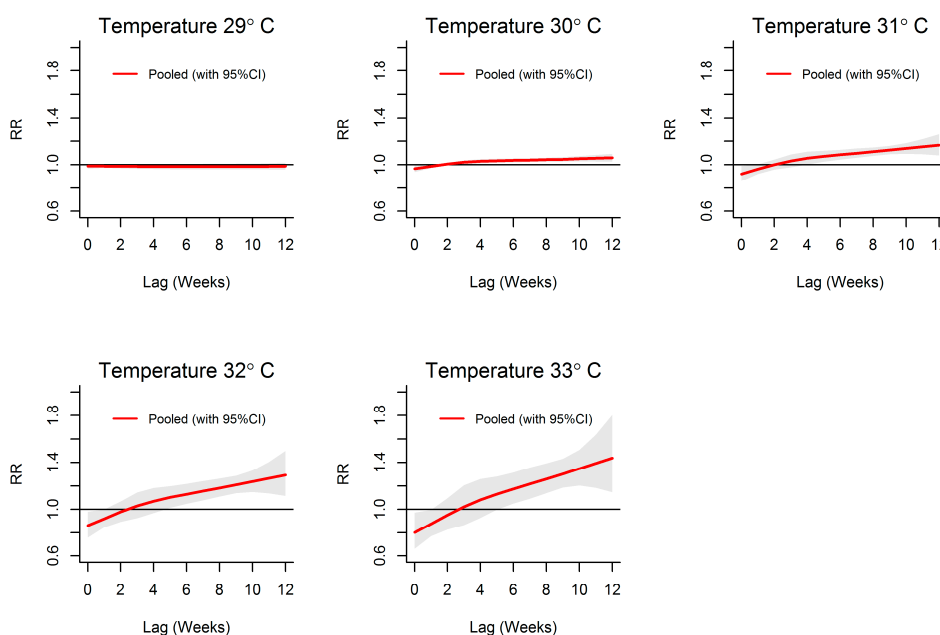 Temperature 29° C
Pooled (with 95%CI)
RR
1.8
1.4
1.0
0.6
0 2 4 6 8 10 12
Lag (Weeks)
Temperature 30° C
Pooled (with 95%CI)
RR
1.8
1.4
1.0
0.6
0 2 4 6 8 10 12
Lag (Weeks)
Temperature 31° C
Pooled (with 95%CI)
RR
1.8
1.4
1.0
0.6
0 2 4 6 8 10
Lag (Weeks)
Temperature 32° C
Pooled (with 95%CI)
RR
1.8
1.4
1.0
0.6
0 2 4 6 8 10 12
Lag (Weeks)
Temperature 33° C
Pooled (with 95%CI)
RR
1.8
1.4
1.0
0.6
0 2 4 6 8 10 12
Lag (Weeks)